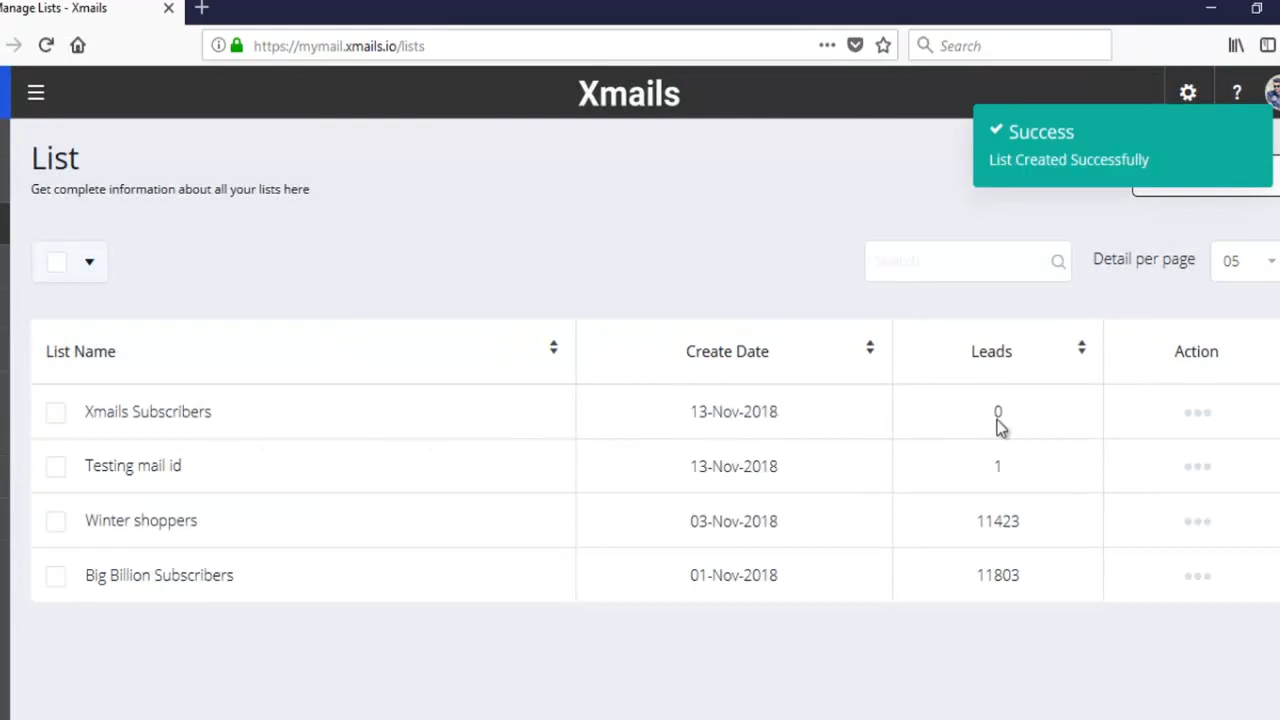 Manage Lists - Xmails
https://mymail.xmails.io/lists
Search
Xmails
?
Success
List Created Successfully
List
Get complete information about all your lists here
Search
Detail per page
05
List Name
Create Date
Leads
Action
Xmails Subscribers
13-Nov-2018
0
Testing mail id
13-Nov-2018
1
Winter shoppers
03-Nov-2018
11423
Big Billion Subscribers
01-Nov-2018
11803